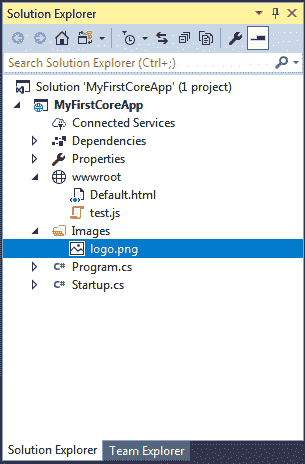 Solution Explorer
Search Solution Explorer (Ctrl+;)
Solution 'MyFirstCoreApp' (1 project)
MyFirstCoreApp
Connected Services
Dependencies
Properties
wwwroot
Default.html
test.js
Images
logo.png
C# Program.cs
C# Startup.cs
Solution Explorer Team Explorer